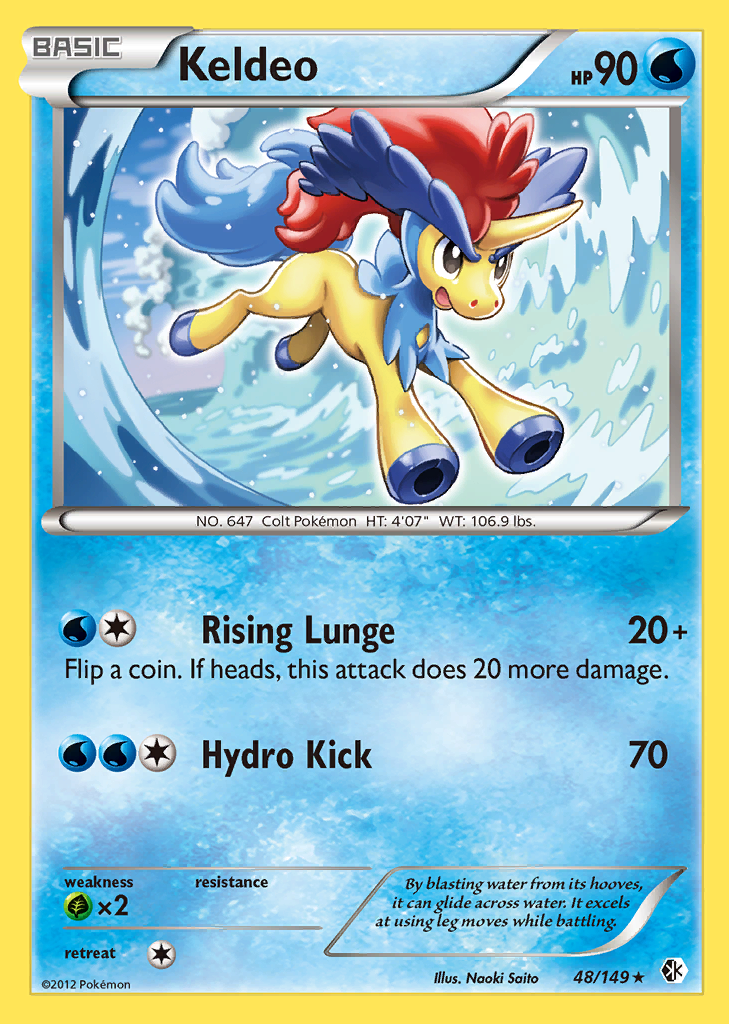 BASIC
Keldeo
HP 90
NO. 647 Colt Pokémon HT: 4'07" WT: 106.9 lbs.
Rising Lunge 20+
Flip a coin. If heads, this attack does 20 more damage.
Hydro Kick 70
weakness
×2
resistance
retreat
By blasting water from its hooves,
it can glide across water. It excels
at using leg moves while battling.
©2012 Pokémon
Illus. Naoki Saito
48/149 ★